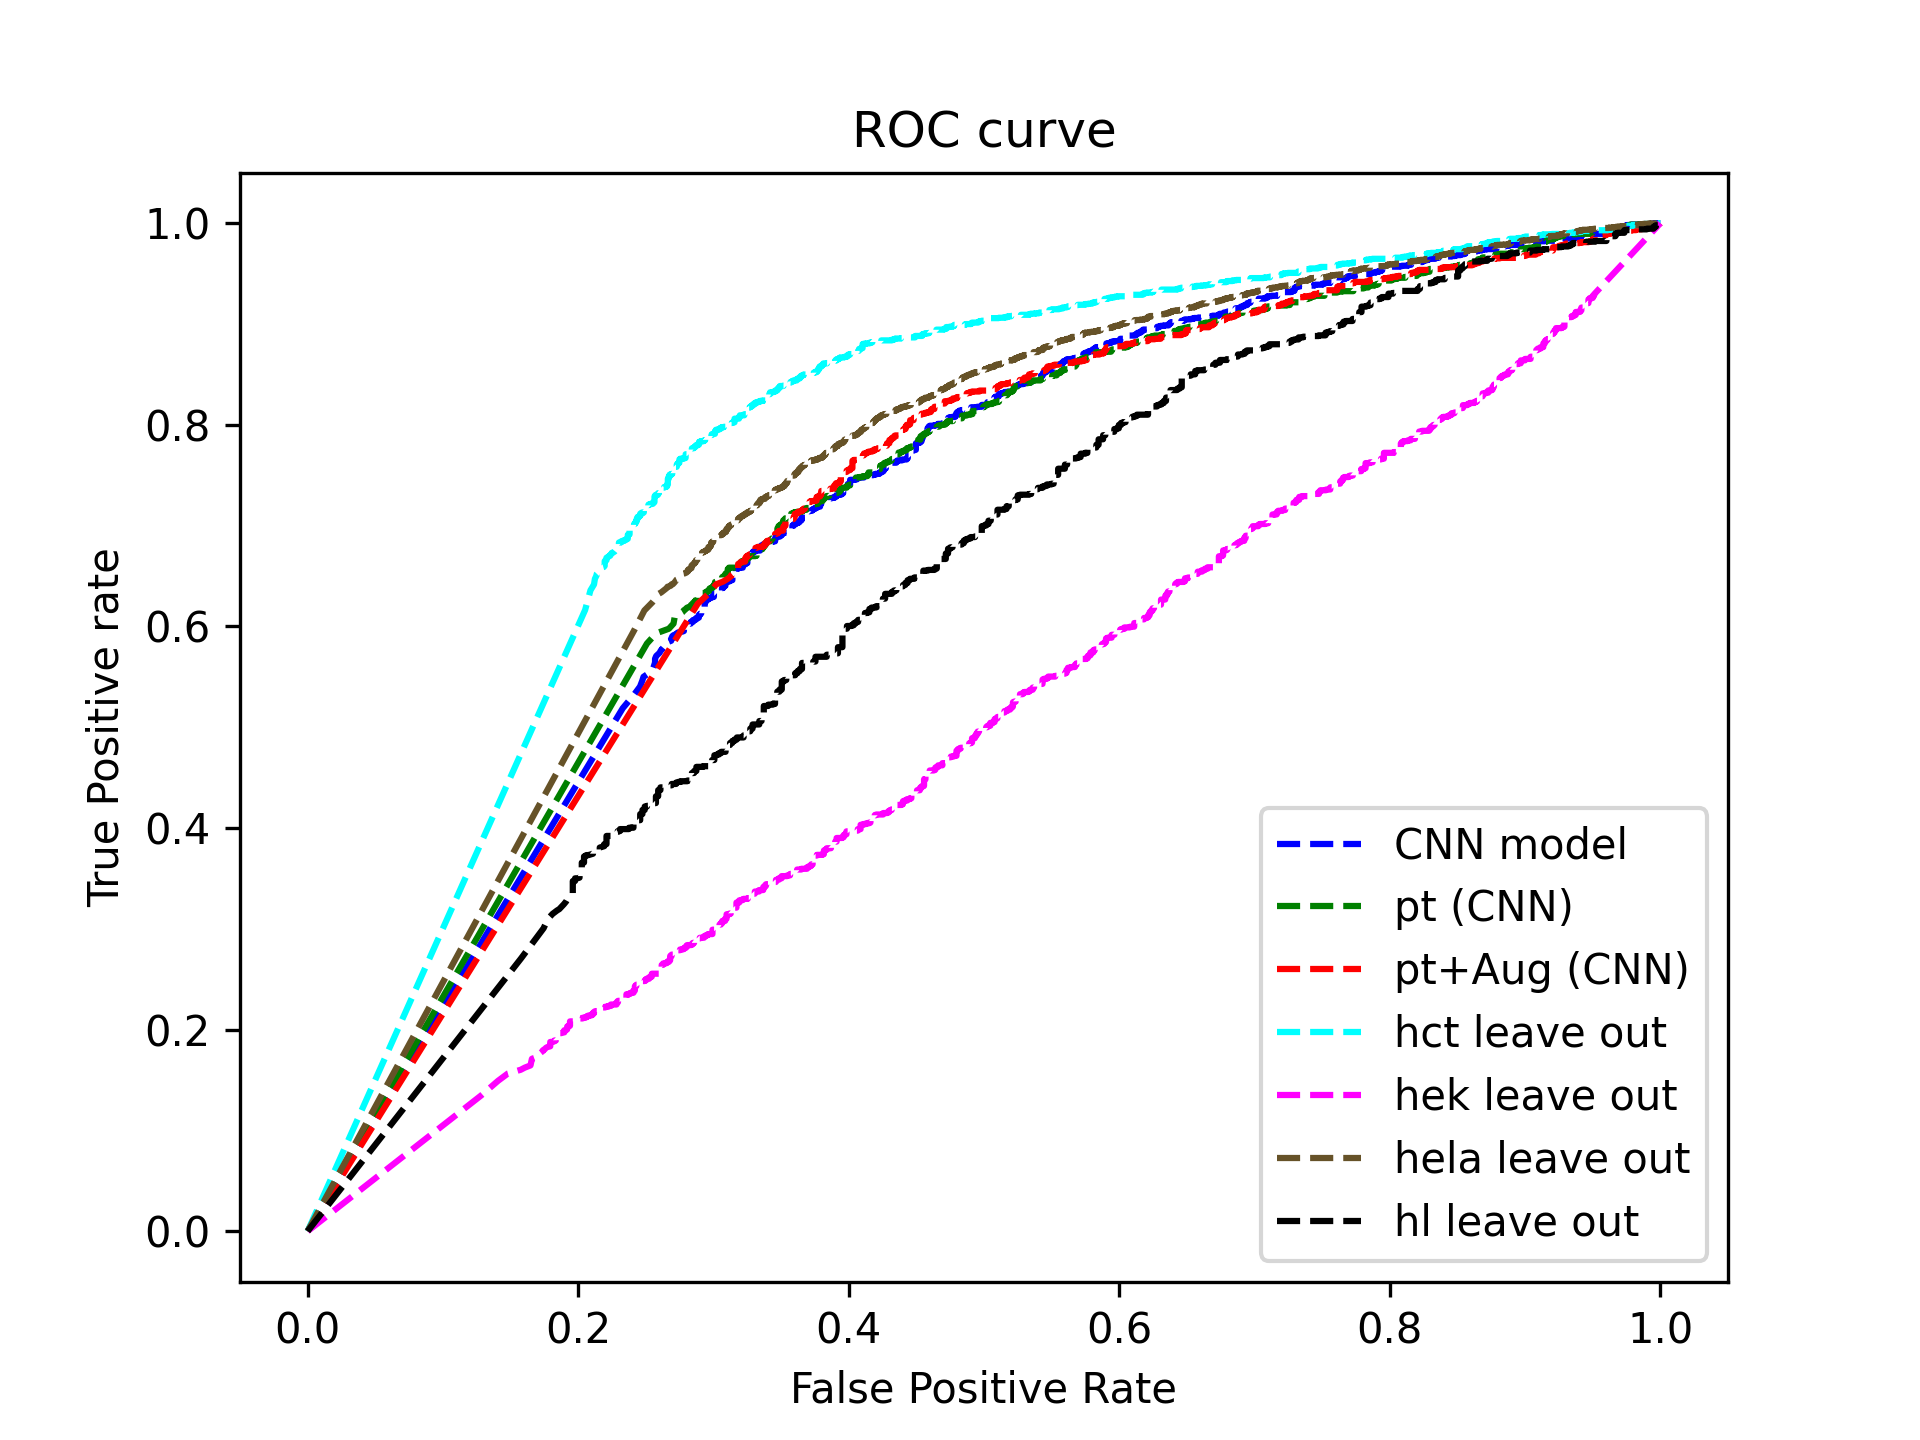 ROC curve
True Positive rate
1.0
0.8
0.6
0.4
0.2
0.0
CNN model
pt (CNN)
pt+Aug (CNN)
hct leave out
hek leave out
hela leave out
hl leave out
0.0 0.2 0.4 0.6 0.8 1.0
False Positive Rate